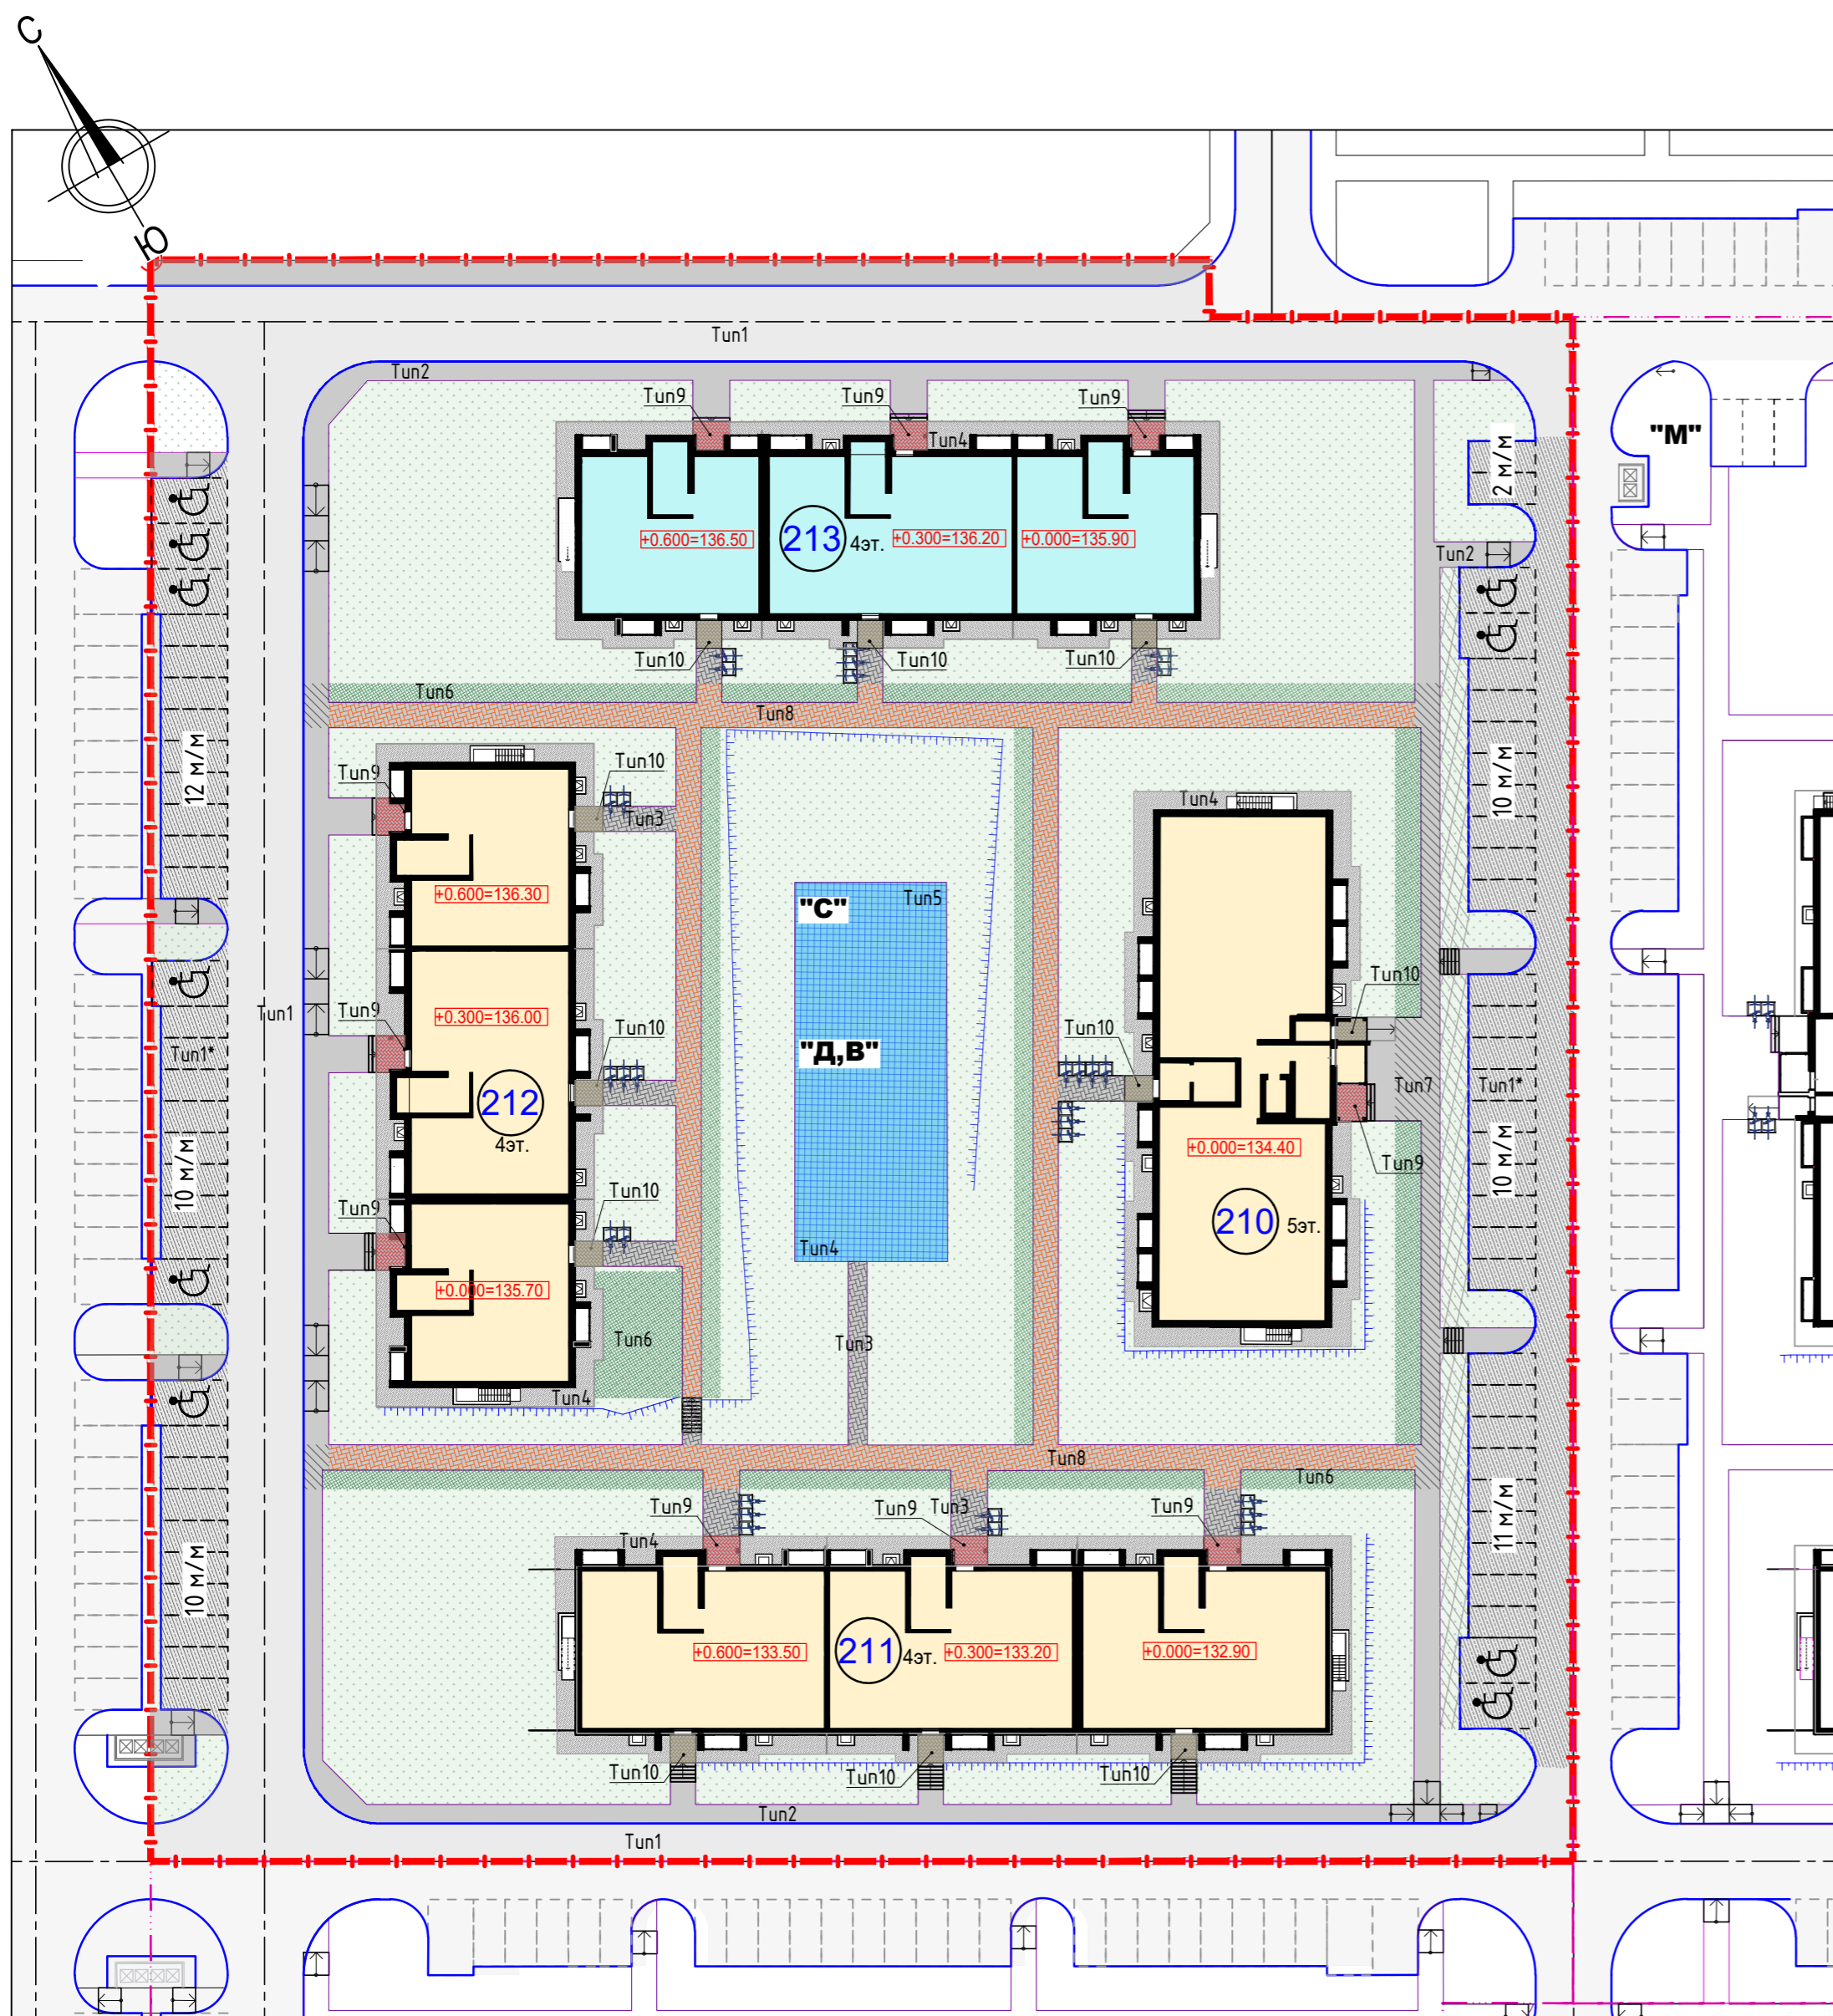 С
Ю
Тип1
Тип2
Тип9
Тип9
Тип9
Тип4
"М"
2 м/м
+0.600=136.50
213
4эт.
+0.300=136.20
+0.000=135.90
Тип2
Тип10
Тип10
Тип10
Тип6
Тип8
12 м/м
10 м/м
Тип9
Тип10
Тип3
Тип4
+0.600=136.30
"С"
Тип5
Тип10
Тип1
Тип9
+0.300=136.00
Тип10
Тип10
"Д,В"
Тип1*
Тип7
Тип1*
212
4эт.
10 м/м
10 м/м
+0.000=134.40
Тип9
Тип9
Тип10
210
5эт.
Тип4
+0.000=135.70
Тип6
Тип3
Тип4
Тип8
Тип6
10 м/м
11 м/м
Тип9
Тип9
Тип3
Тип9
Тип4
+0.600=133.50
211
4эт.
+0.300=133.20
+0.000=132.90
Тип10
Тип10
Тип10
Тип2
Тип1